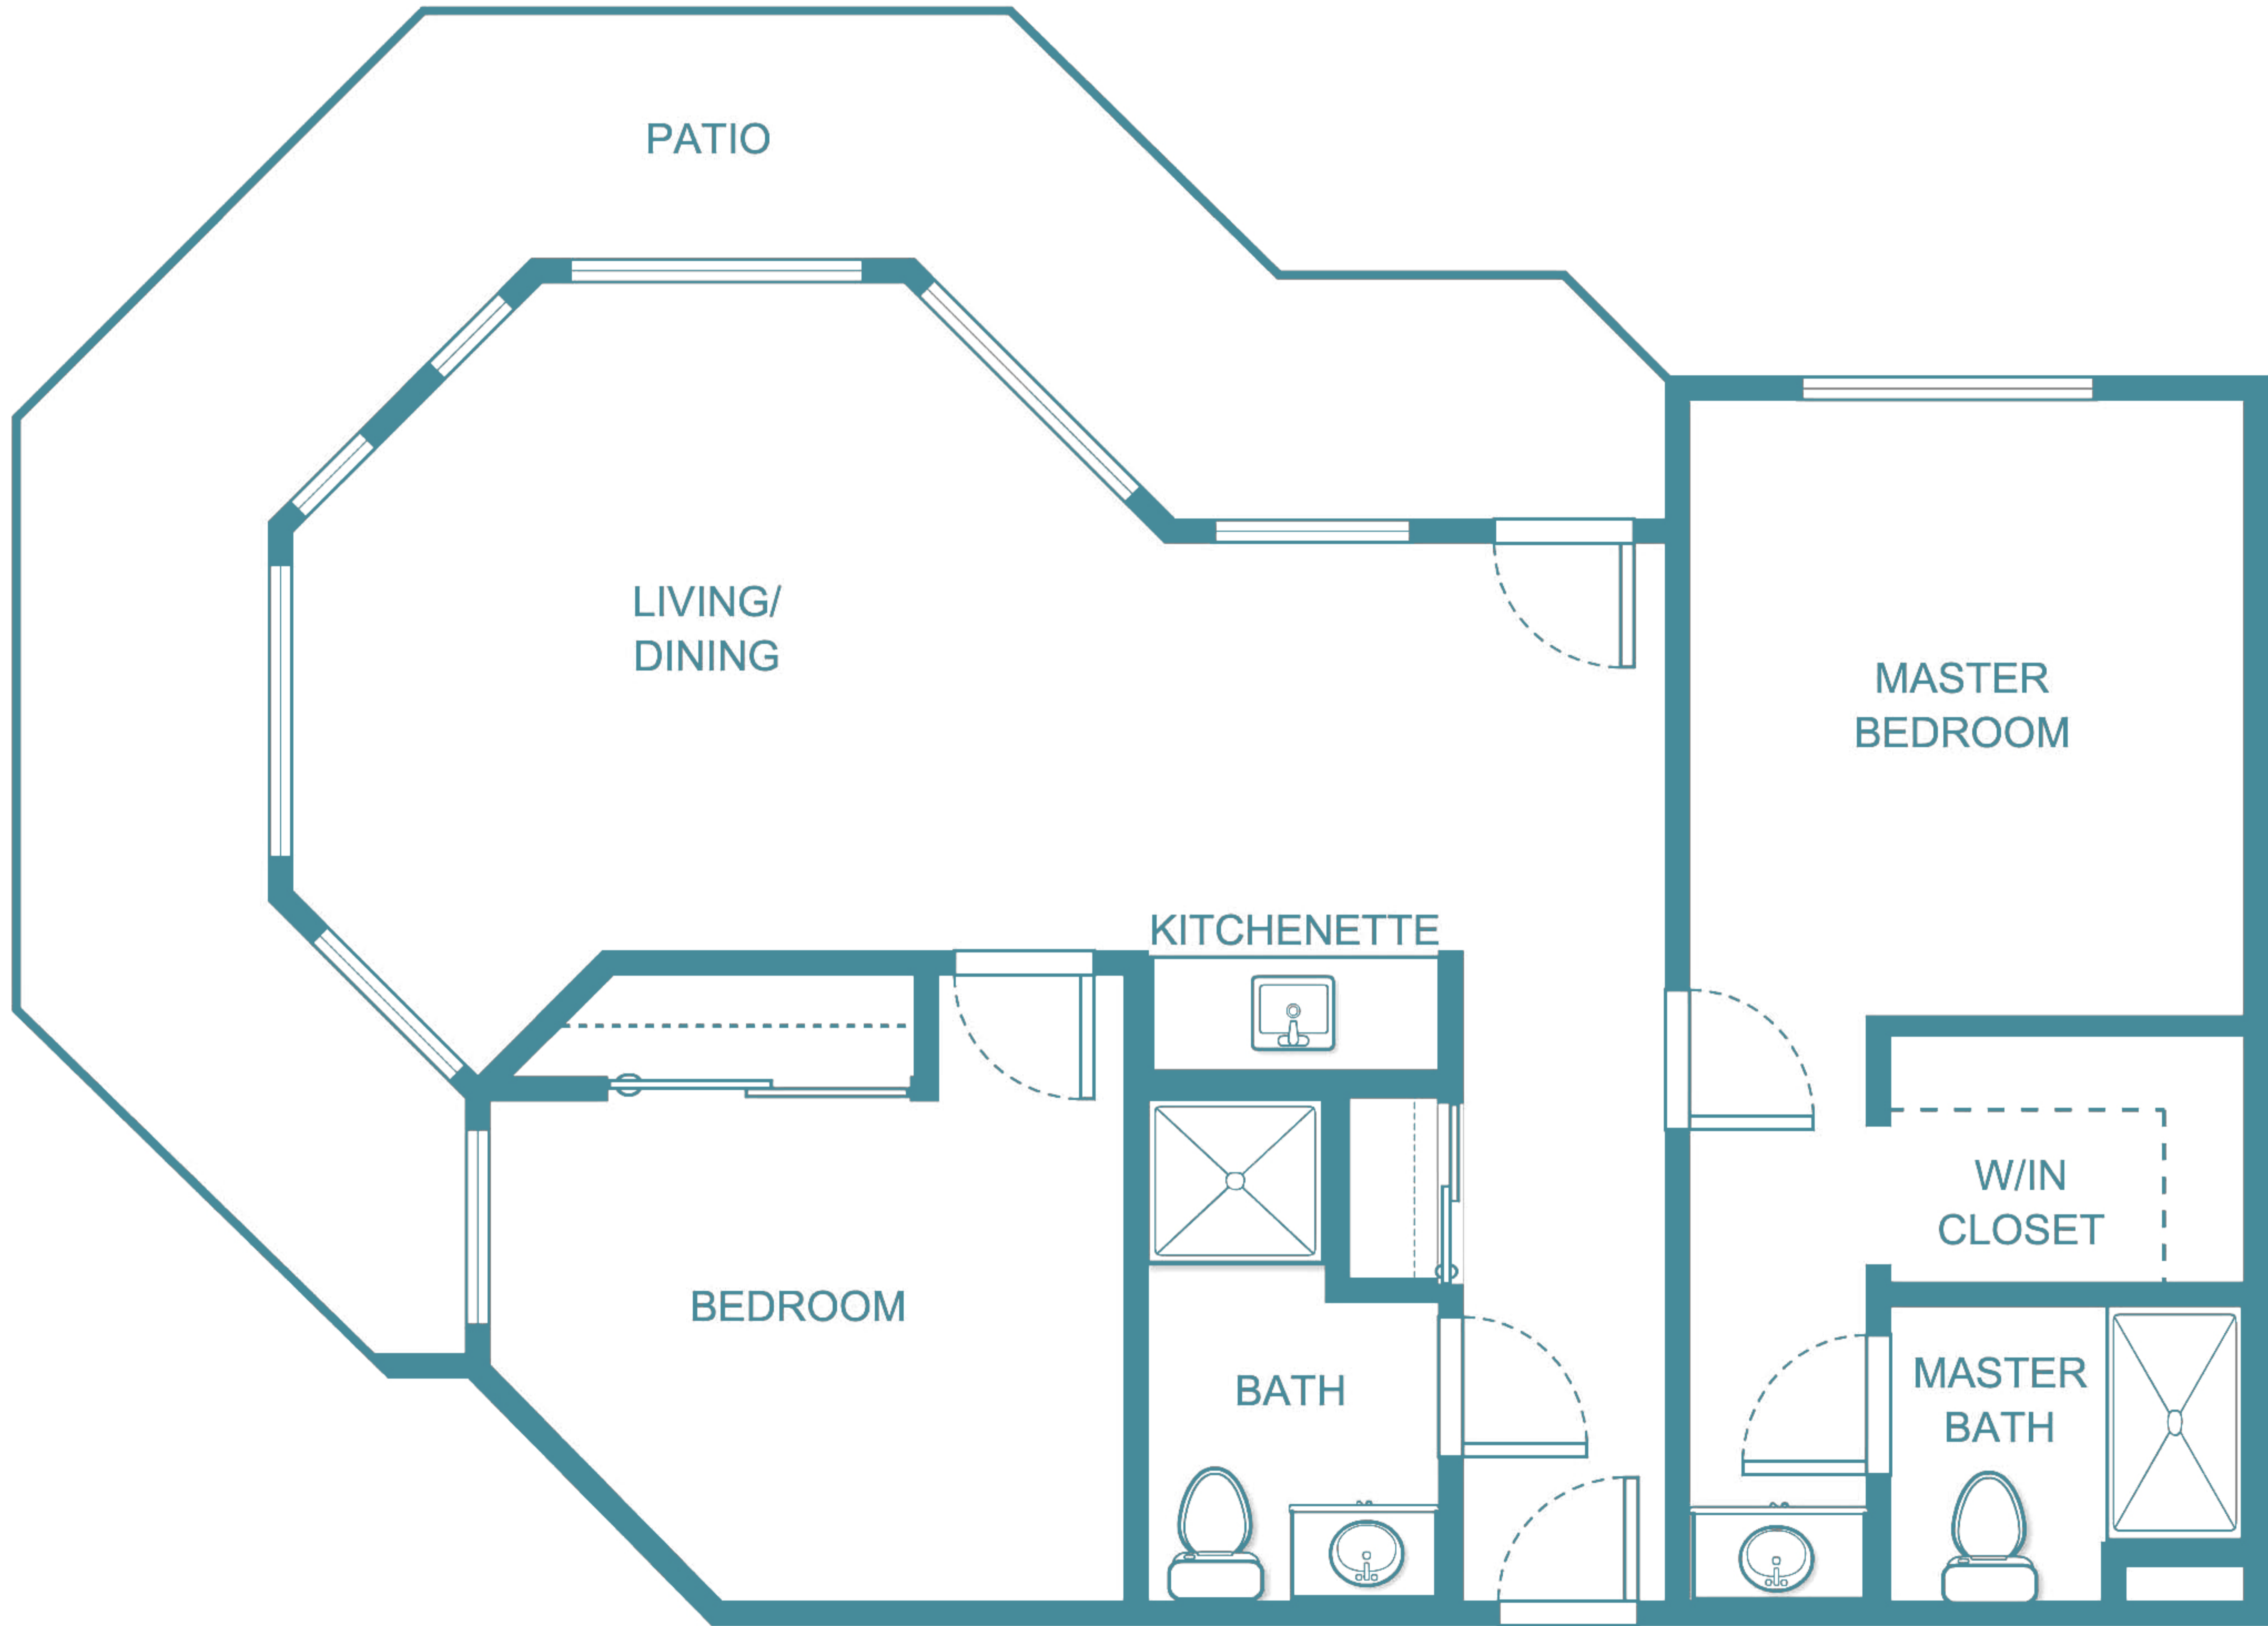 PATIO
LIVING/
DINING
MASTER
BEDROOM
KITCHENETTE
W/IN
CLOSET
BEDROOM
BATH
MASTER
BATH